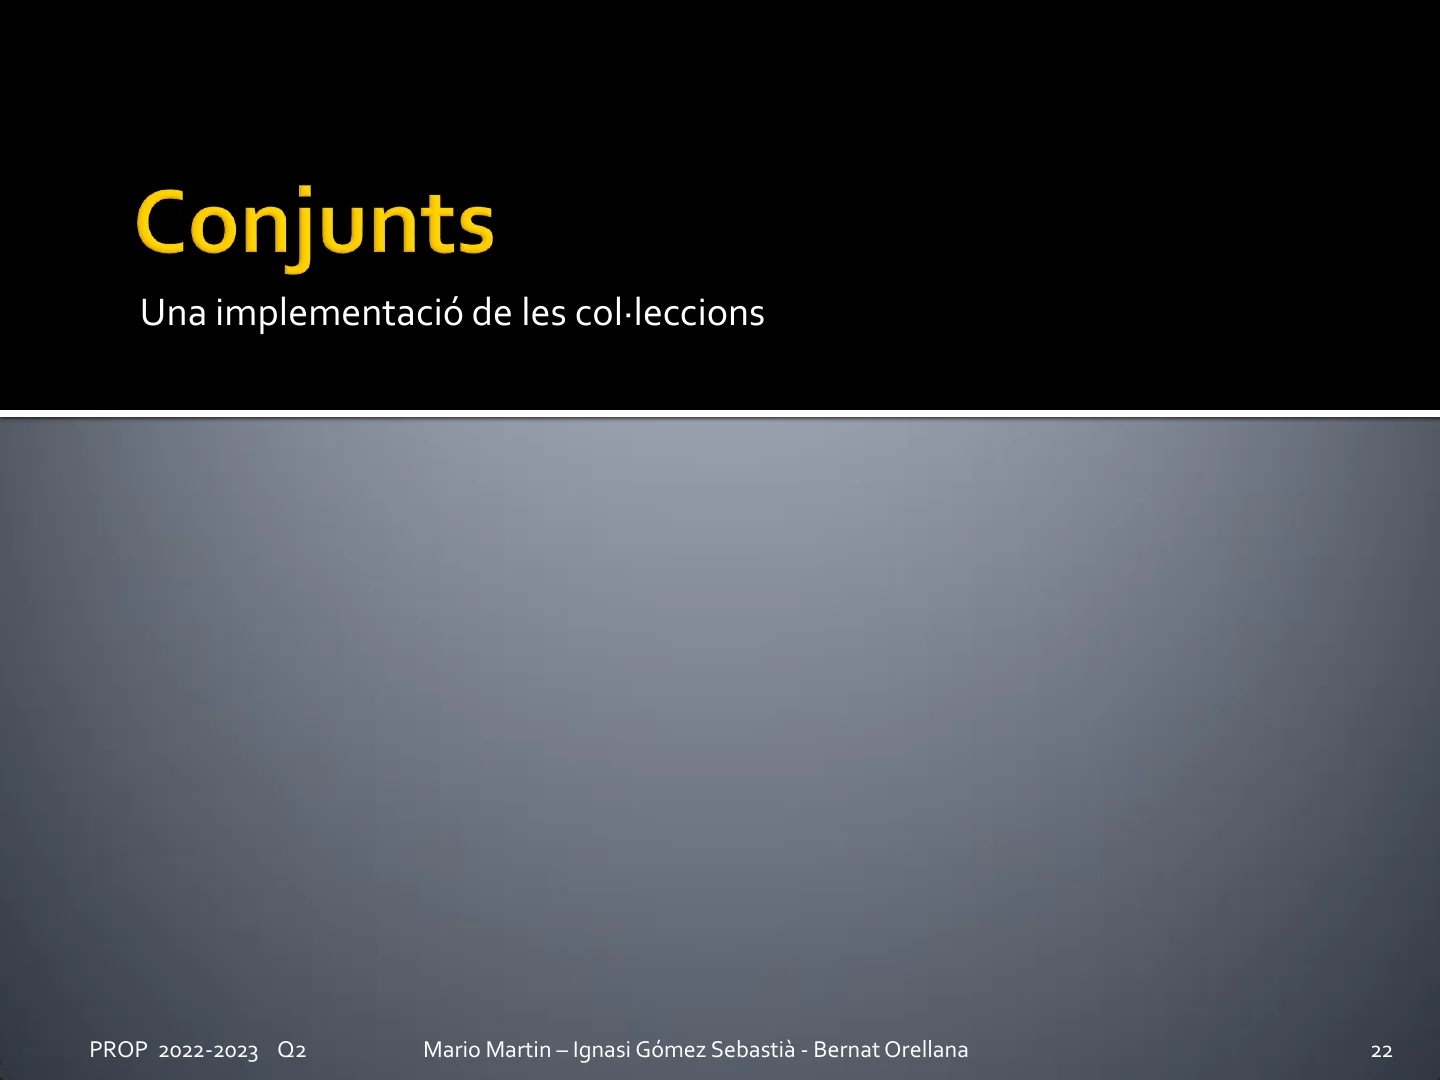 Conjunts
Una implementació de les col·leccions
PROP 2022-2023 Q2
Mario Martin – Ignasi Gómez Sebastià - Bernat Orellana
22